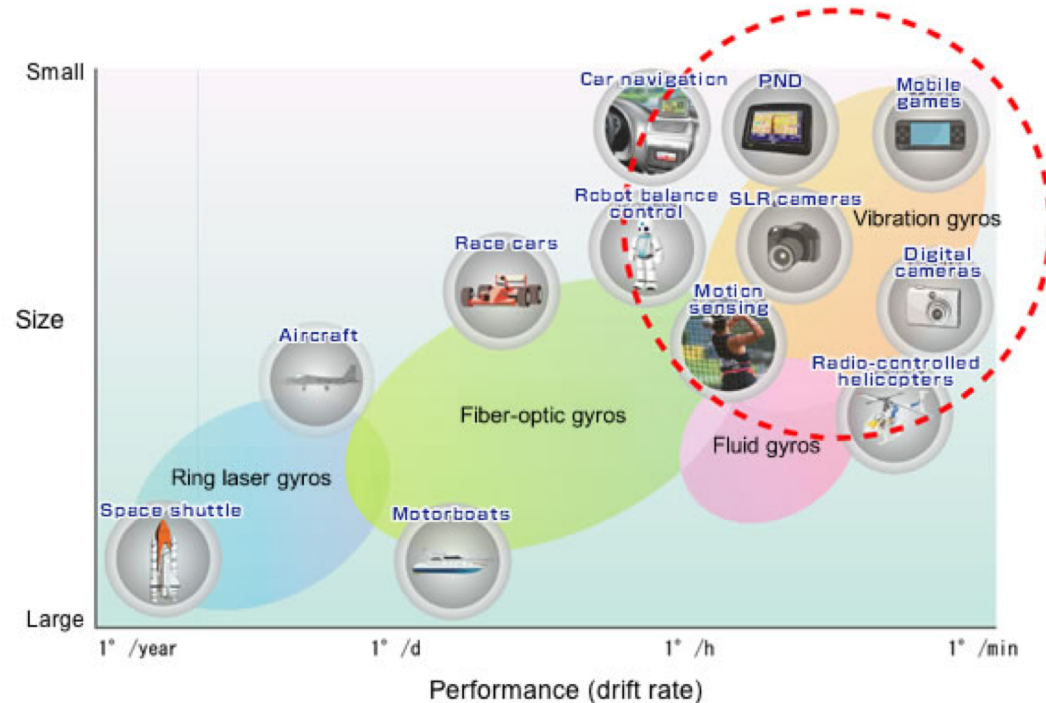 Small
Car navigation
PND
Mobile
games
Robot balance
control
SLR cameras
Vibration gyros
Race cars
Digital
cameras
Motion
sensing
Size
Aircraft
Radio-controlled
helicopters
Fiber-optic gyros
Fluid gyros
Ring laser gyros
Space shuttle
Motorboats
Large
1° /year
1° /d
1° /h
1° /min
Performance (drift rate)